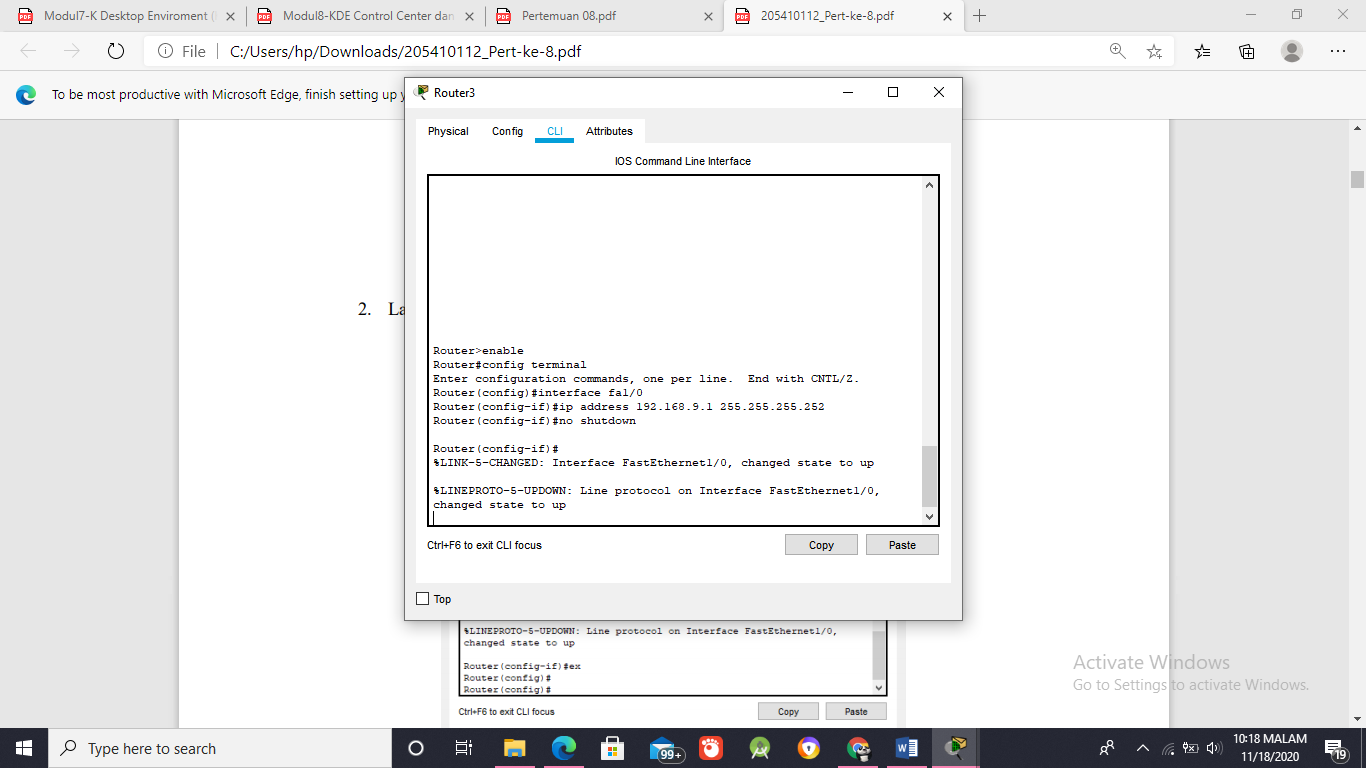 Modul7-K Desktop Enviroment (
Modul8-KDE Control Center dan
Pertemuan 08.pdf
205410112_Pert-ke-8.pdf
File
C:/Users/hp/Downloads/205410112_Pert-ke-8.pdf
To be most productive with Microsoft Edge, finish setting up y
Router3
Physical Config CLI Attributes
IOS Command Line Interface
2. La
Router>enable
Router#config terminal
Enter configuration commands, one per line. End with CNTL/Z.
Router(config)#interface fa1/0
Router(config-if)#ip address 192.168.9.1 255.255.255.252
Router(config-if)#no shutdown
Router(config-if)#
%LINK-5-CHANGED: Interface FastEthernet1/0, changed state to up
%LINEPROTO-5-UPDOWN: Line protocol on Interface FastEthernet1/0,
changed state to up
Ctrl+F6 to exit CLI focus
Copy
Paste
Top
%LINEPROTO-5-UPDOWN: Line protocol on Interface FastEthernet1/0,
changed state to up
Router(config-if)#ex
Router(config)#
Router(config)#
Ctrl+F6 to exit CLI focus
Copy
Paste
Activate Windows
Go to Settings to activate Windows.
Type here to search
99+
10:18 MALAM
11/18/2020
19